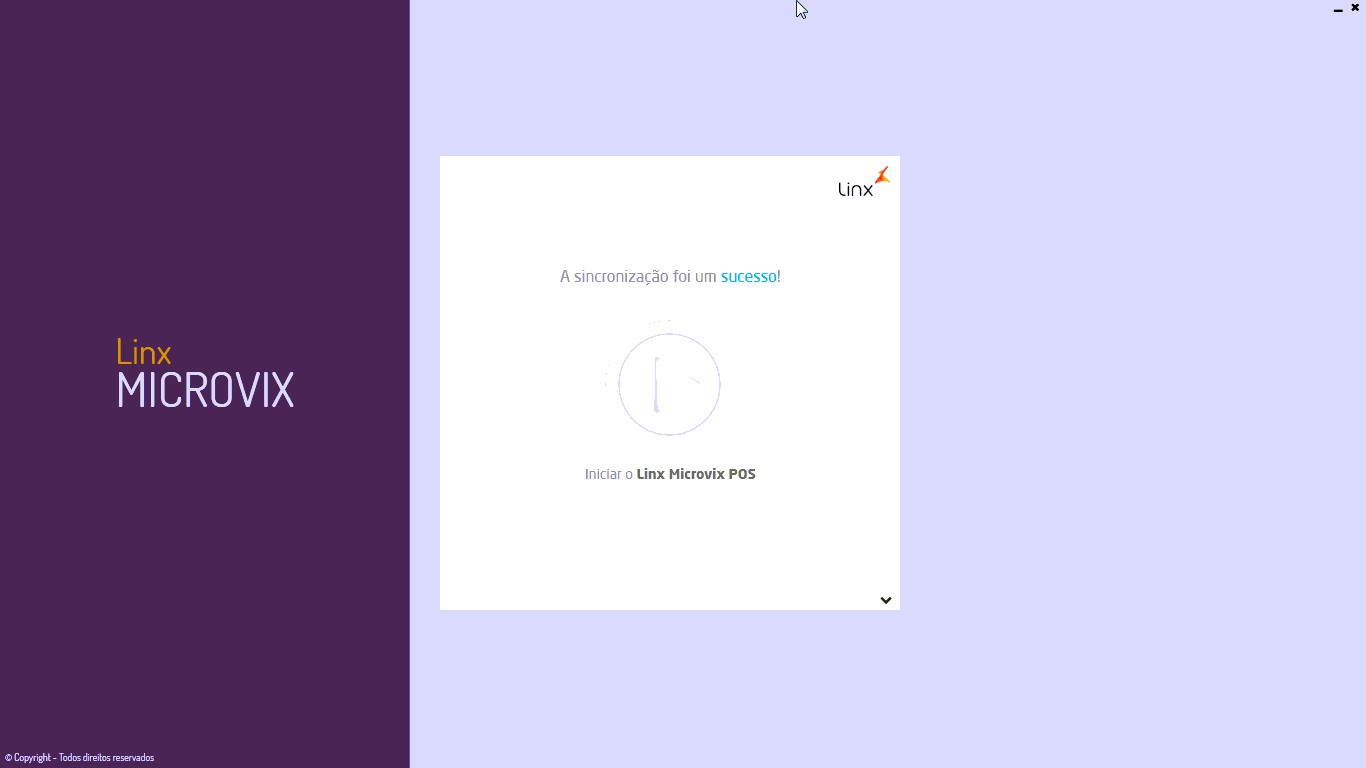 Linx
MICROVIX
Linx
A sincronização foi um sucesso!
Iniciar o Linx Microvix POS
© Copyright - Todos direitos reservados